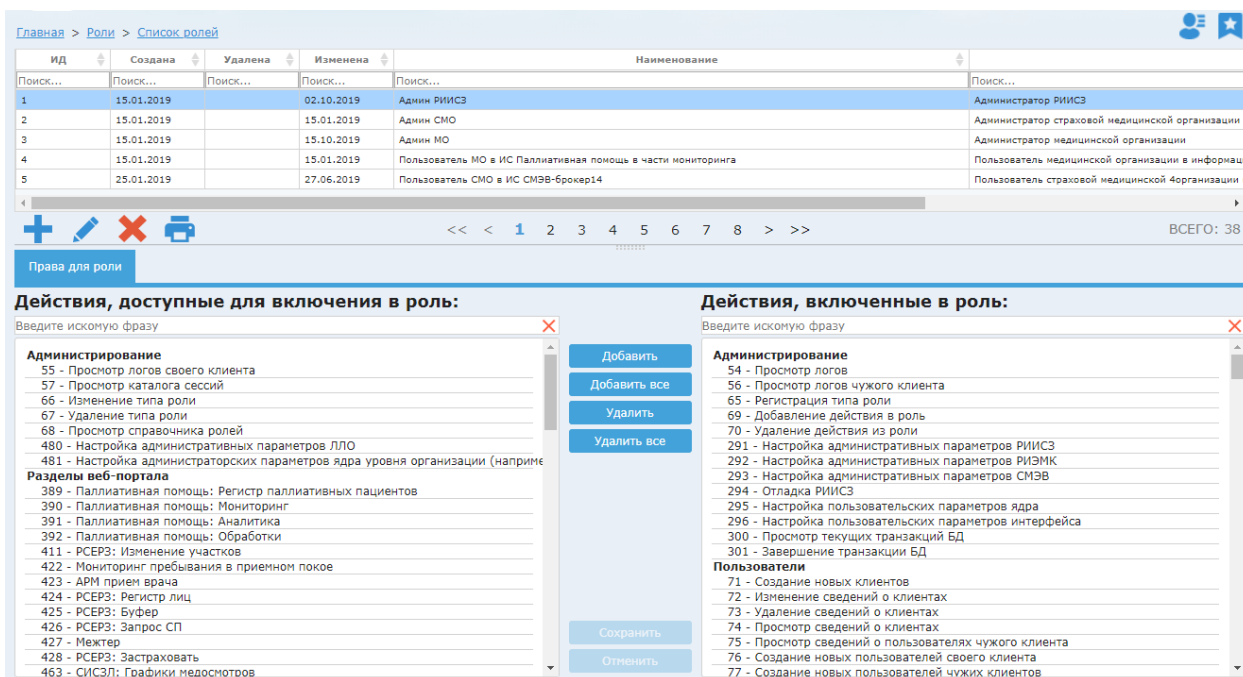 Главная > Роли > Список ролей
ИД Создана Удалена Изменена Наименование
Поиск... Поиск... Поиск... Поиск... Поиск... Поиск...
1 15.01.2019 02.10.2019 Админ РИИСЗ Администратор РИИСЗ
2 15.01.2019 15.01.2019 Админ СМО Администратор страховой медицинской организации
3 15.01.2019 15.10.2019 Админ МО Администратор медицинской организации
4 15.01.2019 15.01.2019 Пользователь МО в ИС Паллиативная помощь в части мониторинга Пользователь медицинской организации в информац
5 25.01.2019 27.06.2019 Пользователь СМО в ИС СМЭВ-брокер14 Пользователь страховой медицинской 4организации
<< < 1 2 3 4 5 6 7 8 > >> ВСЕГО: 38
Права для роли
Действия, доступные для включения в роль:
Введите искомую фразу
Администрирование
55 - Просмотр логов своего клиента
57 - Просмотр каталога сессий
66 - Изменение типа роли
67 - Удаление типа роли
68 - Просмотр справочника ролей
480 - Настройка административных параметров ЛЛО
481 - Настройка администраторских параметров ядра уровня организации (наприме
Разделы веб-портала
389 - Паллиативная помощь: Регистр паллиативных пациентов
390 - Паллиативная помощь: Мониторинг
391 - Паллиативная помощь: Аналитика
392 - Паллиативная помощь: Обработки
411 - РСЕРЗ: Изменение участков
422 - Мониторинг пребывания в приемном покое
423 - АРМ прием врача
424 - РСЕРЗ: Регистр лиц
425 - РСЕРЗ: Буфер
426 - РСЕРЗ: Запрос СП
427 - Межтер
428 - РСЕРЗ: Застраховать
463 - СИСЗЛ: Графики медосмотров
Добавить
Добавить все
Удалить
Удалить все
Сохранить
Отменить
Действия, включенные в роль:
Введите искомую фразу
Администрирование
54 - Просмотр логов
56 - Просмотр логов чужого клиента
65 - Регистрация типа роли
69 - Добавление действия в роль
70 - Удаление действия из роли
291 - Настройка административных параметров РИИСЗ
292 - Настройка административных параметров РИЭМК
293 - Настройка административных параметров СМЭВ
294 - Отладка РИИСЗ
295 - Настройка пользовательских параметров ядра
296 - Настройка пользовательских параметров интерфейса
300 - Просмотр текущих транзакций БД
301 - Завершение транзакции БД
Пользователи
71 - Создание новых клиентов
72 - Изменение сведений о клиентах
73 - Удаление сведений о клиентах
74 - Просмотр сведений о клиентах
75 - Просмотр сведений о пользователях чужого клиента
76 - Создание новых пользователей своего клиента
77 - Создание новых пользователей чужих клиентов